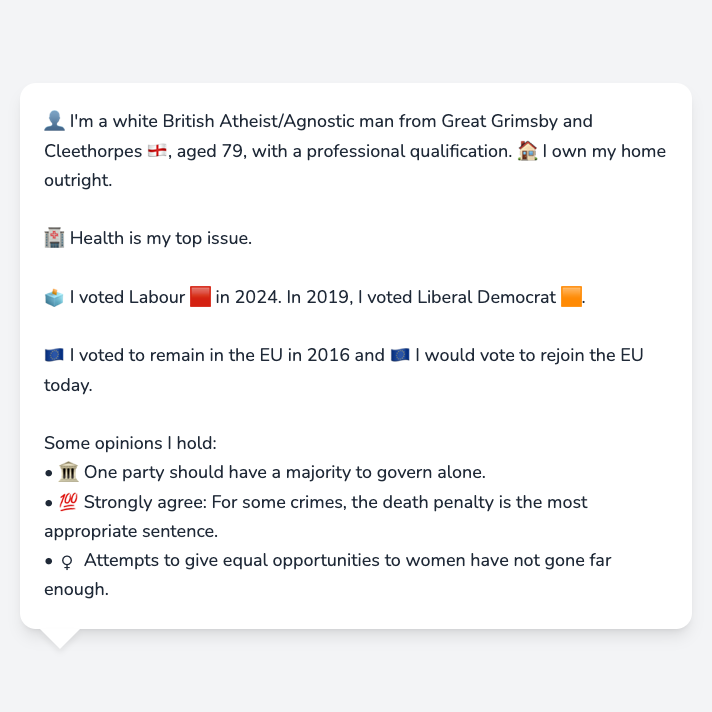 👤 I'm a white British Atheist/Agnostic man from Great Grimsby and
Cleethorpes 🏴󠁧󠁢󠁥󠁮󠁧󠁿, aged 79, with a professional qualification. 🏠 I own my home
outright.
🏥 Health is my top issue.
🗳️ I voted Labour 🟥 in 2024. In 2019, I voted Liberal Democrat 🟧.
🇪🇺 I voted to remain in the EU in 2016 and 🇪🇺 I would vote to rejoin the EU
today.
Some opinions I hold:
• 🏛️ One party should have a majority to govern alone.
• 💯 Strongly agree: For some crimes, the death penalty is the most
appropriate sentence.
• ♀ Attempts to give equal opportunities to women have not gone far
enough.